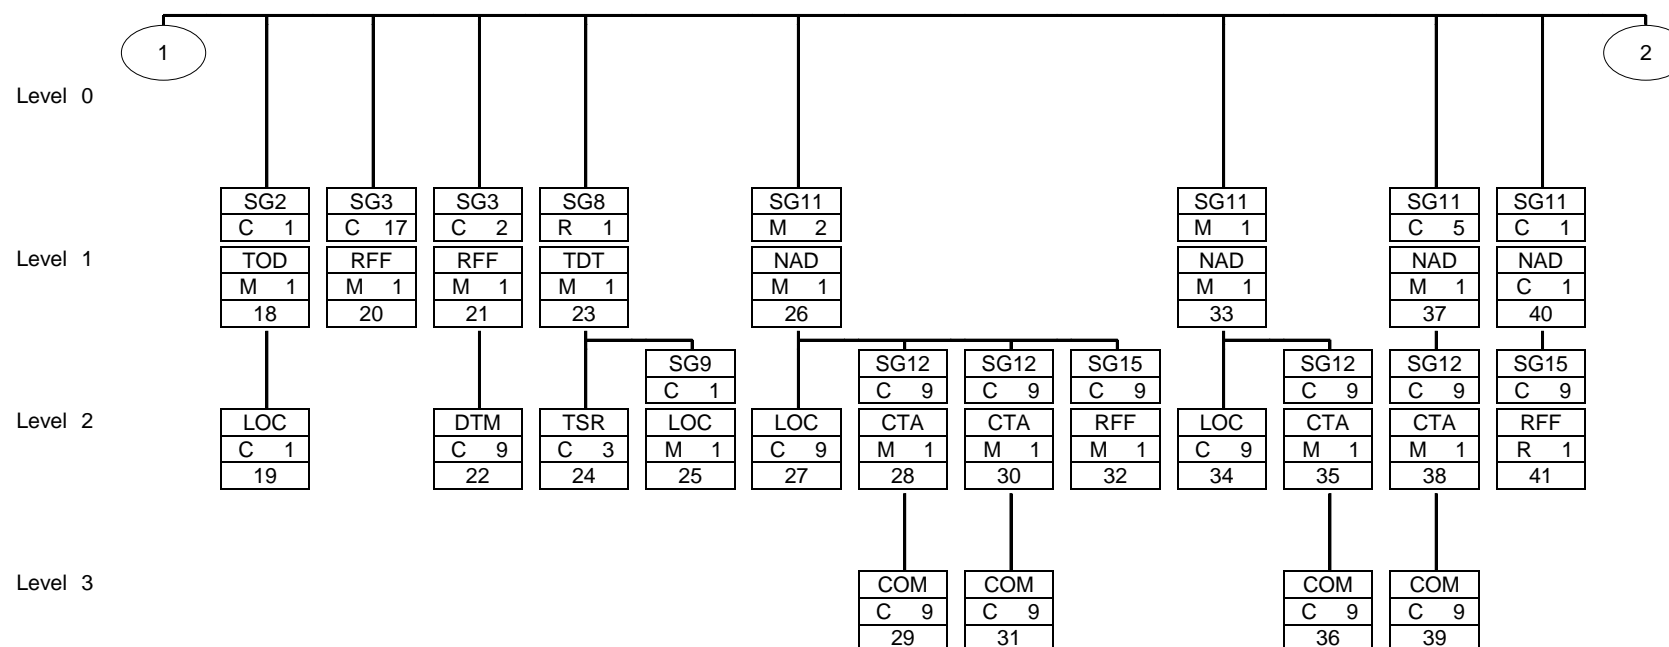 1 2
Level 0
SG2 SG3 SG3 SG8 SG11 SG11 SG11 SG11
C 1 C 17 C 2 R 1 M 2 M 1 C 5 C 1
Level 1
TOD RFF RFF TDT NAD NAD NAD NAD
M 1 M 1 M 1 M 1 M 1 M 1 M 1 C 1
18 20 21 23 26 33 37 40
SG9 SG12 SG12 SG15 SG12 SG12 SG15
C 1 C 9 C 9 C 9 C 9 C 9 C 9
Level 2
LOC DTM TSR LOC LOC CTA CTA RFF LOC CTA CTA RFF
C 1 C 9 C 3 M 1 C 9 M 1 M 1 M 1 C 9 M 1 M 1 R 1
19 22 24 25 27 28 30 32 34 35 38 41
Level 3
COM COM COM COM
C 9 C 9 C 9 C 9
29 31 36 39